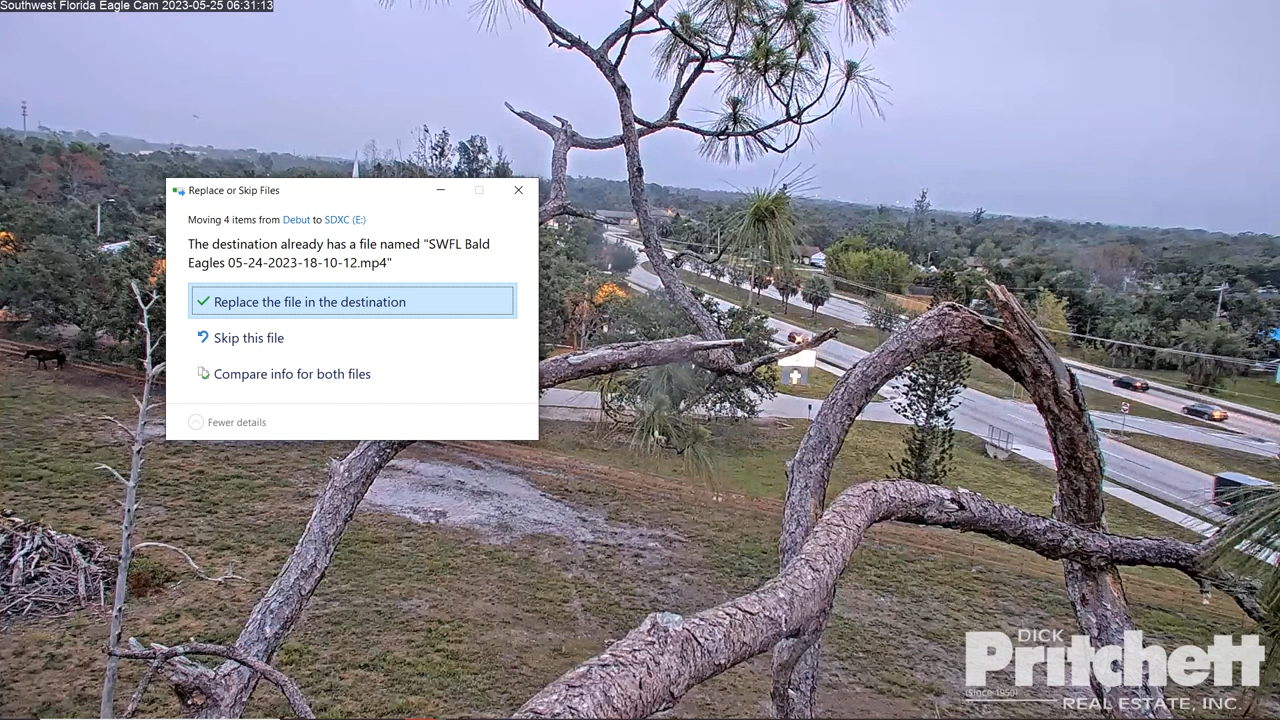 Southwest Florida Eagle Cam 2023-05-25 06:31:13
Replace or Skip Files
Moving 4 items from Debut to SDXC (E:)
The destination already has a file named "SWFL Bald
Eagles 05-24-2023-18-10-12.mp4"
Replace the file in the destination
Skip this file
Compare info for both files
Fewer details
DICK
Pritchett
(since 1950)
REAL ESTATE, INC.